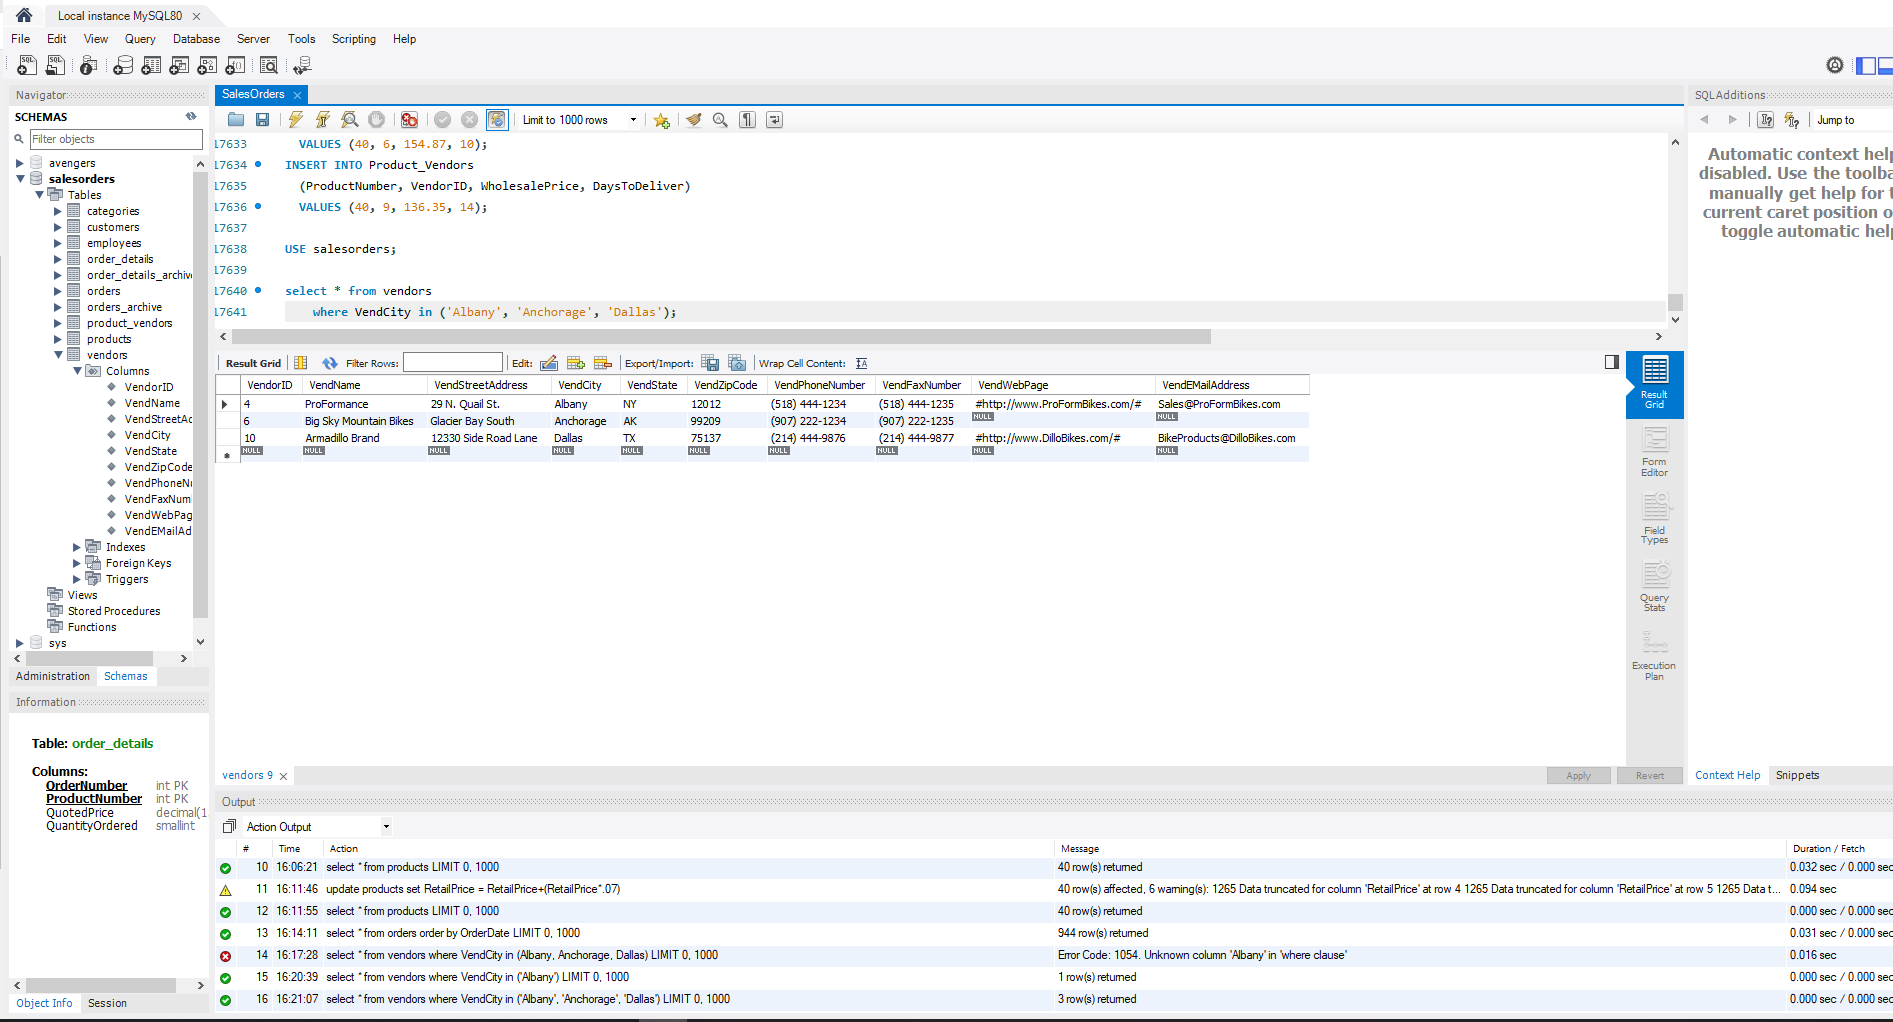 Local instance MySQL80
File Edit View Query Database Server Tools Scripting Help
Navigator
SCHEMAS
Filter objects
avengers
salesorders
Tables
categories
customers
employees
order_details
order_details_archiv
orders
orders_archive
product_vendors
products
vendors
Columns
VendorID
VendName
VendStreetAc
VendCity
VendState
VendZipCode
VendPhoneNu
VendFaxNum
VendWebPag
VendEMailAd
Indexes
Foreign Keys
Triggers
Views
Stored Procedures
Functions
sys
Administration Schemas
Information
Table: order_details
Columns:
OrderNumber int PK
ProductNumber int PK
QuotedPrice decimal(1
QuantityOrdered smallint
Object Info Session
SalesOrders
Limit to 1000 rows
17633 VALUES (40, 6, 154.87, 10);
17634 INSERT INTO Product_Vendors
17635 (ProductNumber, VendorID, WholesalePrice, DaysToDeliver)
17636 VALUES (40, 9, 136.35, 14);
17637
17638 USE salesorders;
17639
17640 select * from vendors
17641 where VendCity in ('Albany', 'Anchorage', 'Dallas');
Result Grid Filter Rows: Edit: Export/Import: Wrap Cell Content:
VendorID VendName VendStreetAddress VendCity VendState VendZipCode VendPhoneNumber VendFaxNumber VendWebPage VendEMailAddress
4 ProFormance 29 N. Quail St. Albany NY 12012 (518) 444-1234 (518) 444-1235 #http://www.ProFormBikes.com/# Sales@ProFormBikes.com
6 Big Sky Mountain Bikes Glacier Bay South Anchorage AK 99209 (907) 222-1234 (907) 222-1235 NULL NULL
10 Armadillo Brand 12330 Side Road Lane Dallas TX 75137 (214) 444-9876 (214) 444-9877 #http://www.DilloBikes.com/# BikeProducts@DilloBikes.com
NULL NULL NULL NULL NULL NULL NULL NULL NULL NULL
Result
Grid
Form
Editor
Field
Types
Query
Stats
Execution
Plan
vendors 9
Apply Revert
SQLAdditions
Jump to
Automatic context help
disabled. Use the toolba
manually get help for t
current caret position o
toggle automatic help
Context Help Snippets
Output
Action Output
# Time Action Message Duration / Fetch
10 16:06:21 select * from products LIMIT 0, 1000 40 row(s) returned 0.032 sec / 0.000 sec
11 16:11:46 update products set RetailPrice = RetailPrice+(RetailPrice*.07) 40 row(s) affected, 6 warning(s): 1265 Data truncated for column 'RetailPrice' at row 4 1265 Data truncated for column 'RetailPrice' at row 5 1265 Data t... 0.094 sec
12 16:11:55 select * from products LIMIT 0, 1000 40 row(s) returned 0.000 sec / 0.000 sec
13 16:14:11 select * from orders order by OrderDate LIMIT 0, 1000 944 row(s) returned 0.031 sec / 0.000 sec
14 16:17:28 select * from vendors where VendCity in (Albany, Anchorage, Dallas) LIMIT 0, 1000 Error Code: 1054. Unknown column 'Albany' in 'where clause' 0.016 sec
15 16:20:39 select * from vendors where VendCity in ('Albany') LIMIT 0, 1000 1 row(s) returned 0.000 sec / 0.000 sec
16 16:21:07 select * from vendors where VendCity in ('Albany', 'Anchorage', 'Dallas') LIMIT 0, 1000 3 row(s) returned 0.000 sec / 0.000 sec